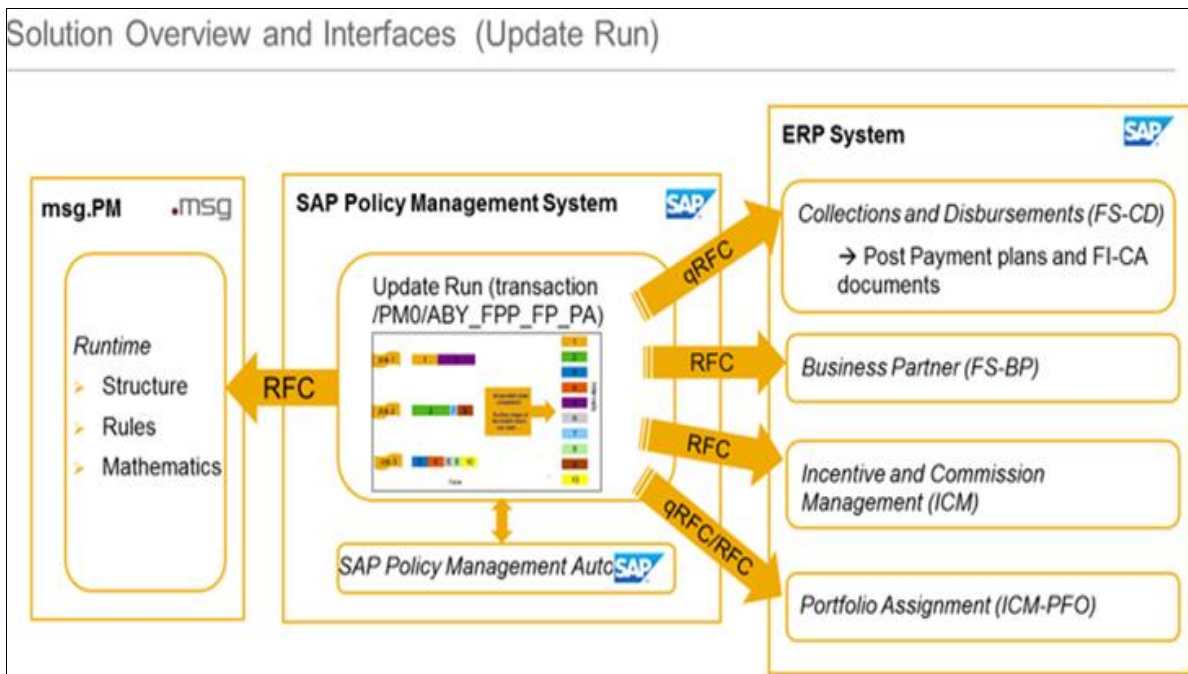 Solution Overview and Interfaces (Update Run)
ERP System
SAP
msg.PM
.msg
SAP Policy Management System
SAP
Collections and Disbursements (FS-CD)
→ Post Payment plans and FI-CA
documents
qRFC
Update Run (transaction
/PM0/ABY_FPP_FP_PA)
Runtime
Structure
Rules
Mathematics
RFC
RFC
Business Partner (FS-BP)
RFC
Incentive and Commission
Management (ICM)
qRFC/RFC
SAP Policy Management Auto
SAP
Portfolio Assignment (ICM-PFO)